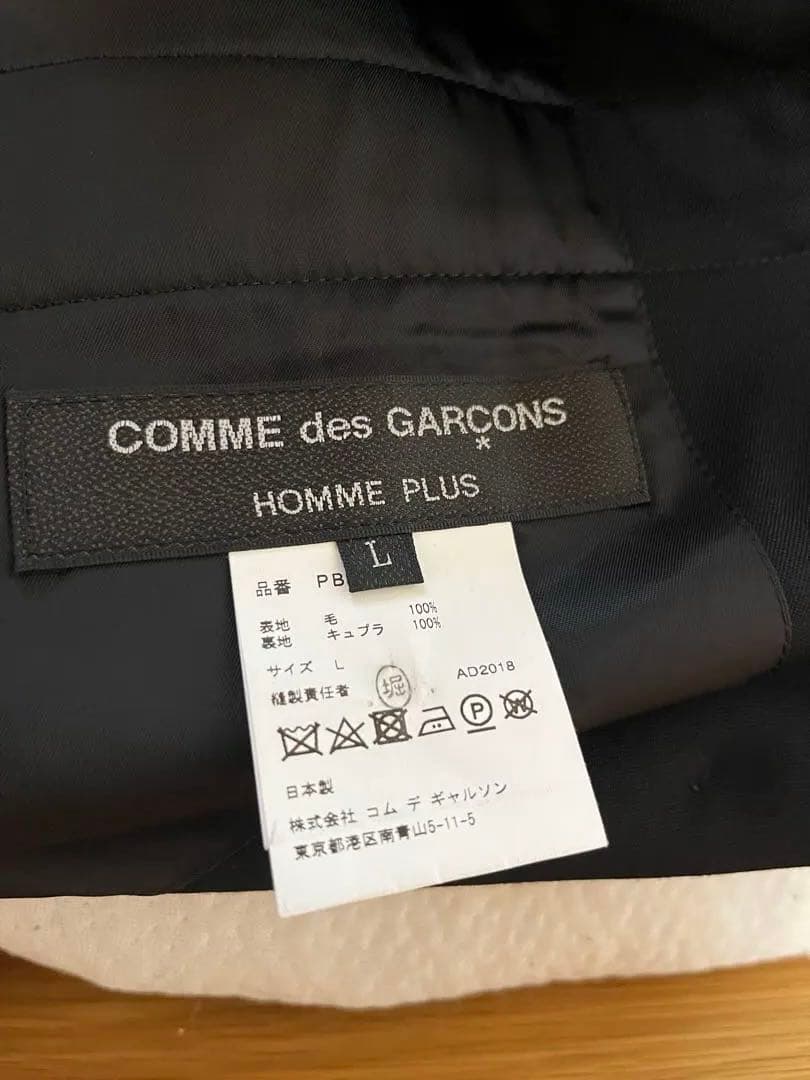 COMME des GARÇONS
HOMME PLUS
L
品番 PB
表地 毛 100%
裏地 キュプラ 100%
サイズ L
縫製責任者 堀 AD2018
P W
日本製
株式会社 コム デ ギャルソン
東京都港区南青山5-11-5